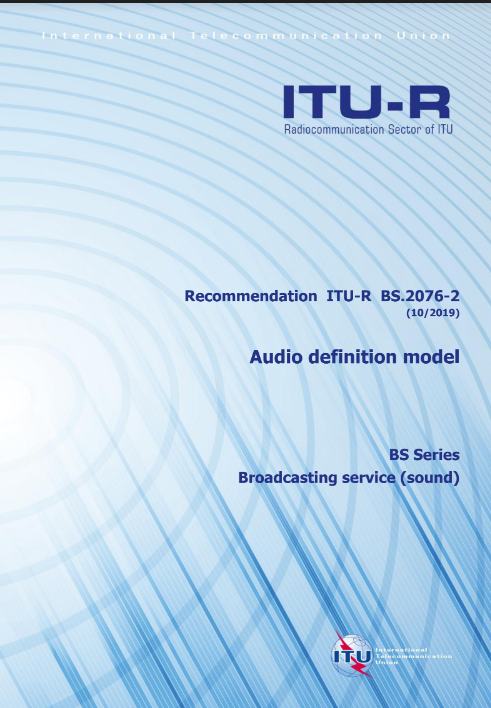 International Telecommunication Union
ITU-R
Radiocommunication Sector of ITU
Recommendation ITU-R BS.2076-2
(10/2019)
Audio definition model
BS Series
Broadcasting service (sound)
ITU
International
Telecommunication
Union